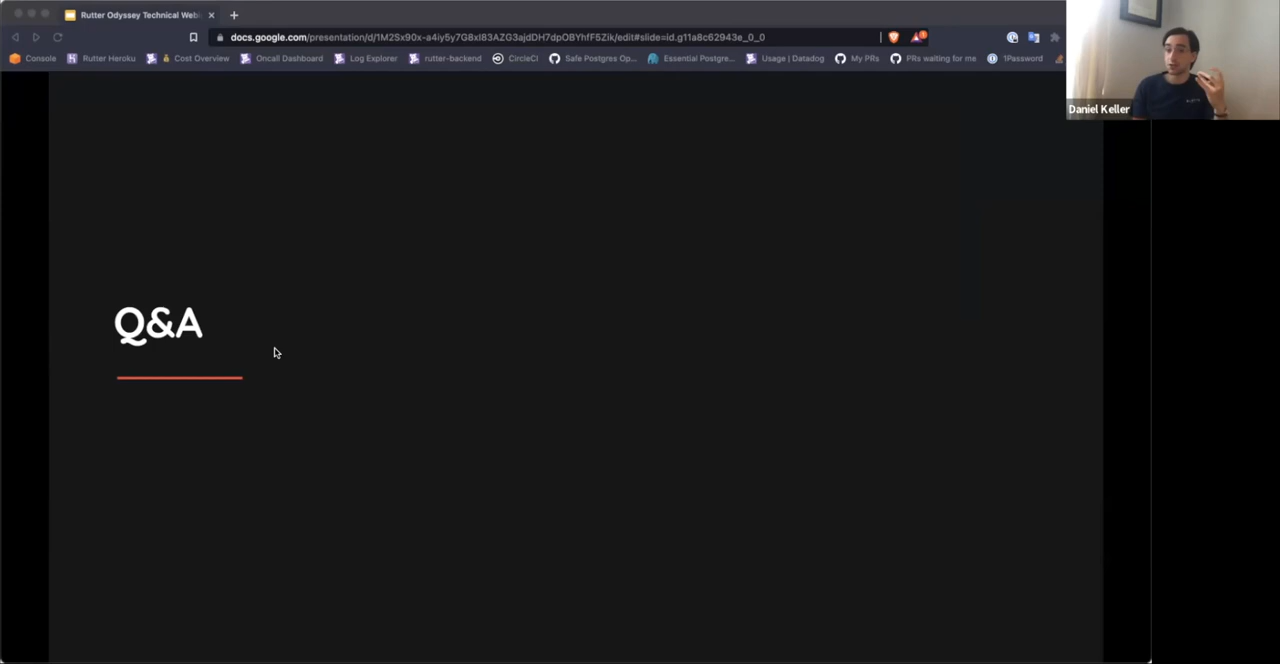 Rutter Odyssey Technical Web
docs.google.com/presentation/d/1M2Sx90x-a4iy5y7G8xI83AZG3ajdDH7dpOBYhfF5Zik/edit#slide=id.g11a8c62943e_0_0
Console Rutter Heroku Cost Overview Oncall Dashboard Log Explorer rutter-backend CircleCI Safe Postgres Op... Essential Postgre... Usage | Datadog My PRs PRs waiting for me 1Password
Daniel Keller
Q&A